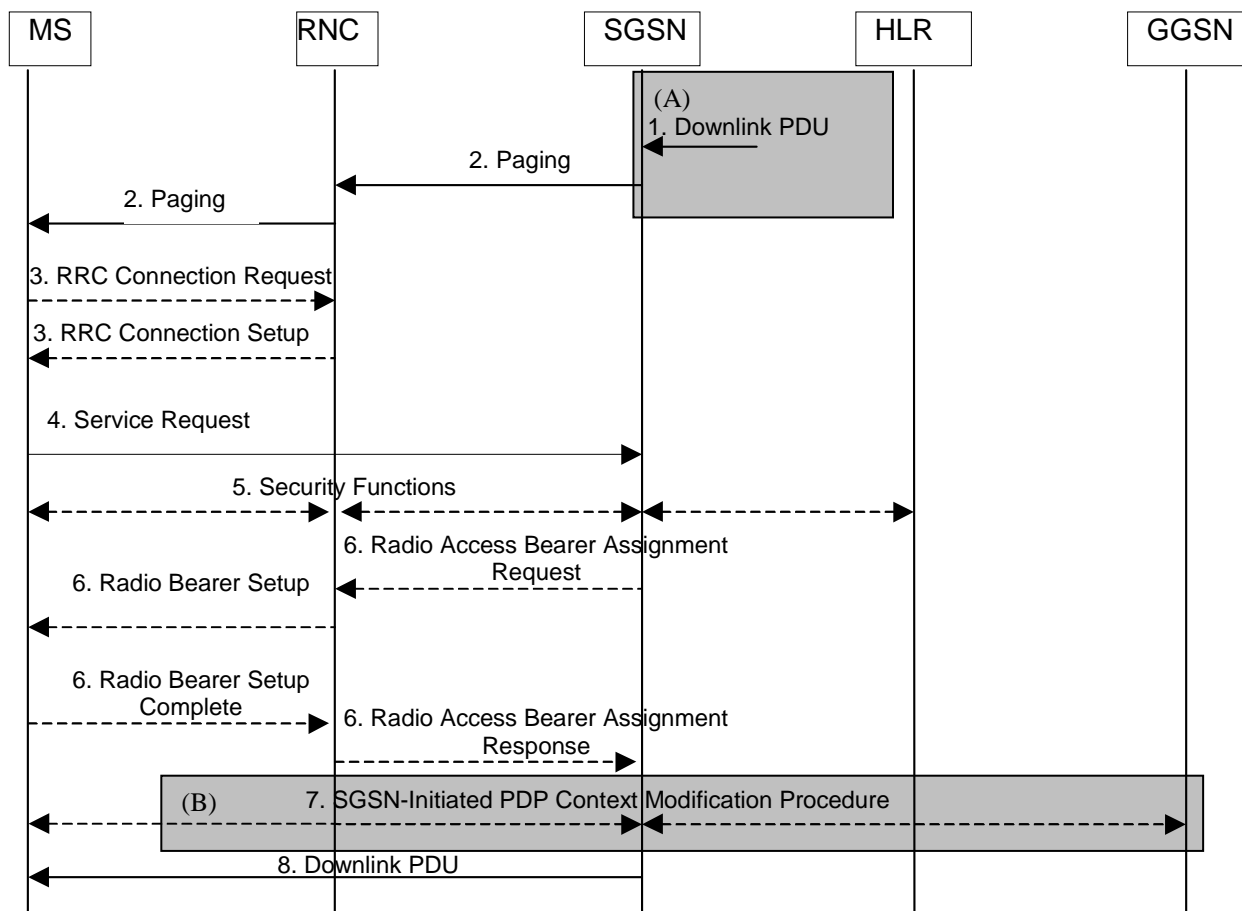 MS
RNC
SGSN
HLR
GGSN
(A)
1. Downlink PDU
2. Paging
2. Paging
3. RRC Connection Request
3. RRC Connection Setup
4. Service Request
5. Security Functions
6. Radio Access Bearer Assignment
Request
6. Radio Bearer Setup
6. Radio Bearer Setup
Complete
6. Radio Access Bearer Assignment
Response
(B)
7. SGSN-Initiated PDP Context Modification Procedure
8. Downlink PDU